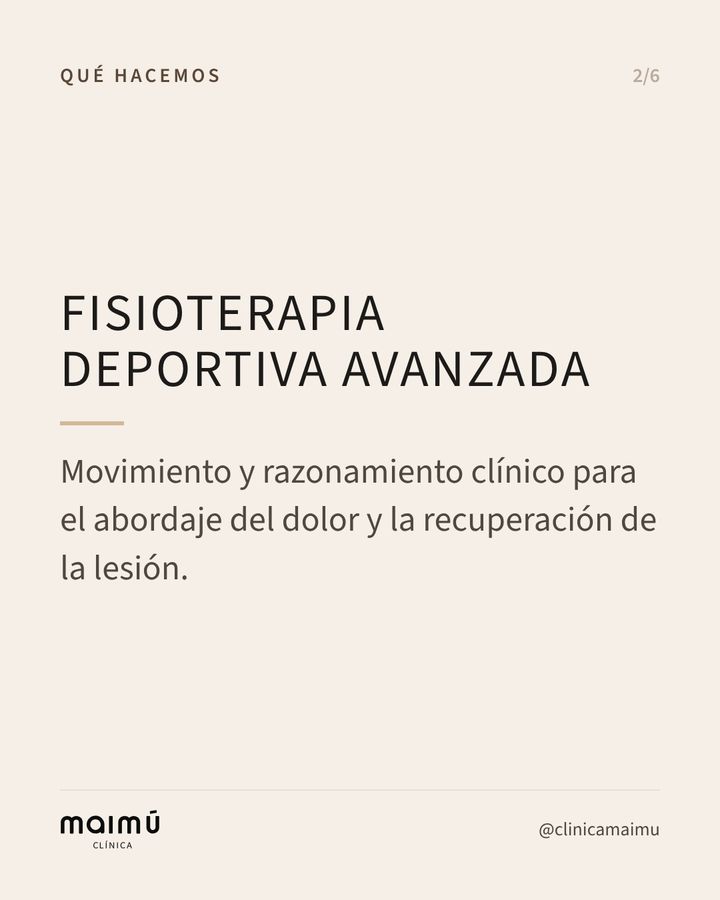 QUÉ HACEMOS
2/6
FISIOTERAPIA
DEPORTIVA AVANZADA
Movimiento y razonamiento clínico para
el abordaje del dolor y la recuperación de
la lesión.
maimú
CLÍNICA
@clinicamaimu